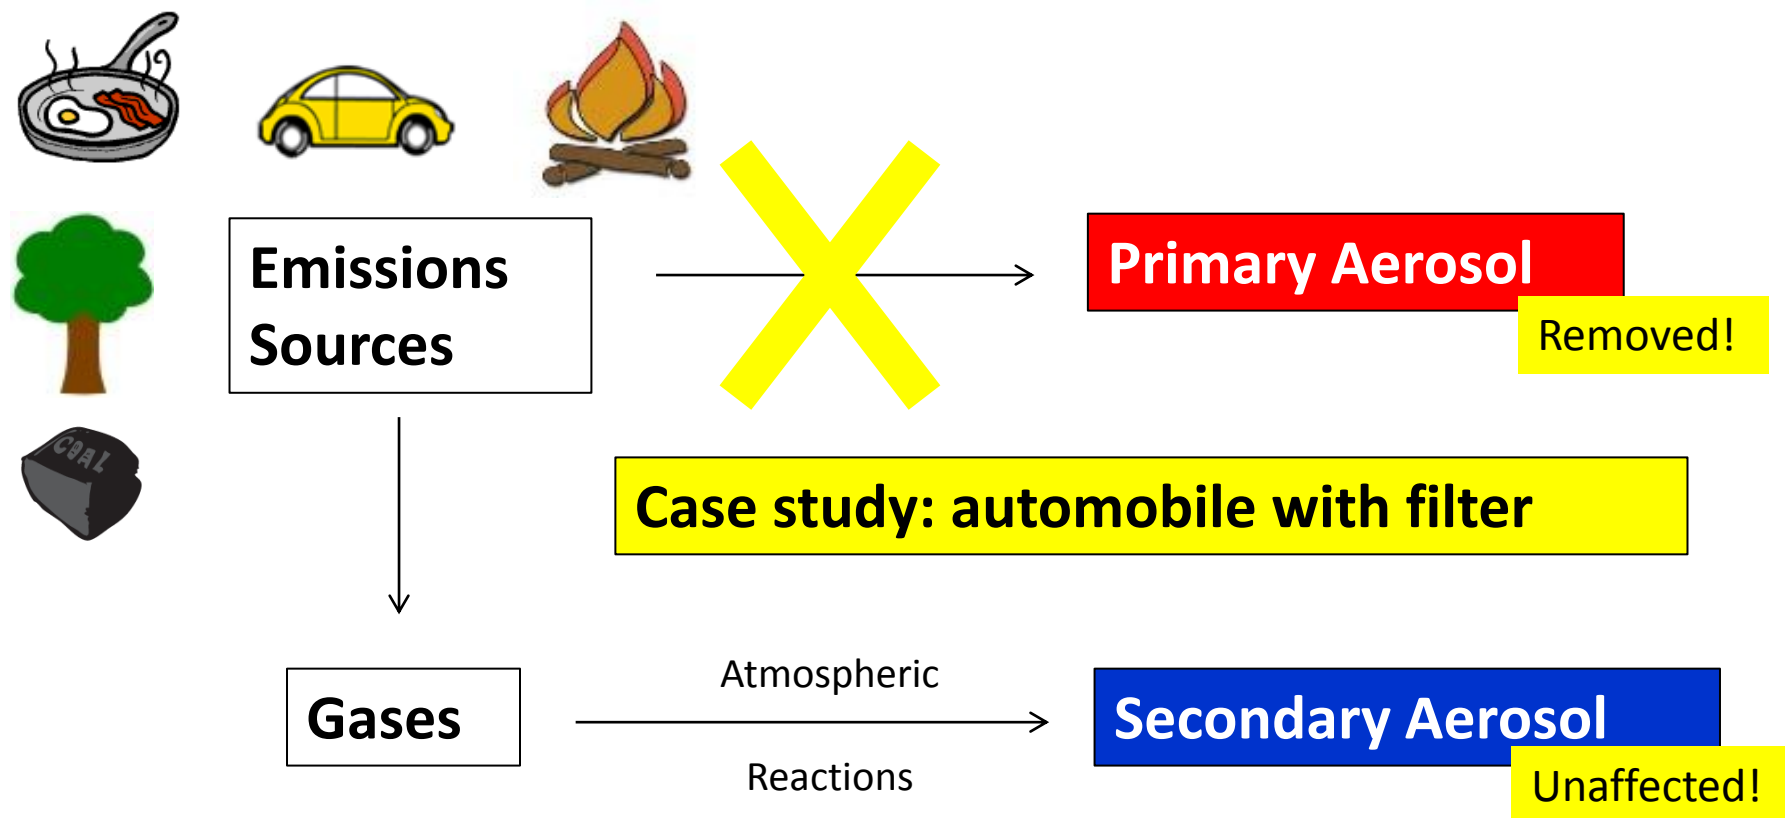 Emissions
Sources
Primary Aerosol
Removed!
COAL
Case study: automobile with filter
Atmospheric
Gases
Secondary Aerosol
Reactions
Unaffected!